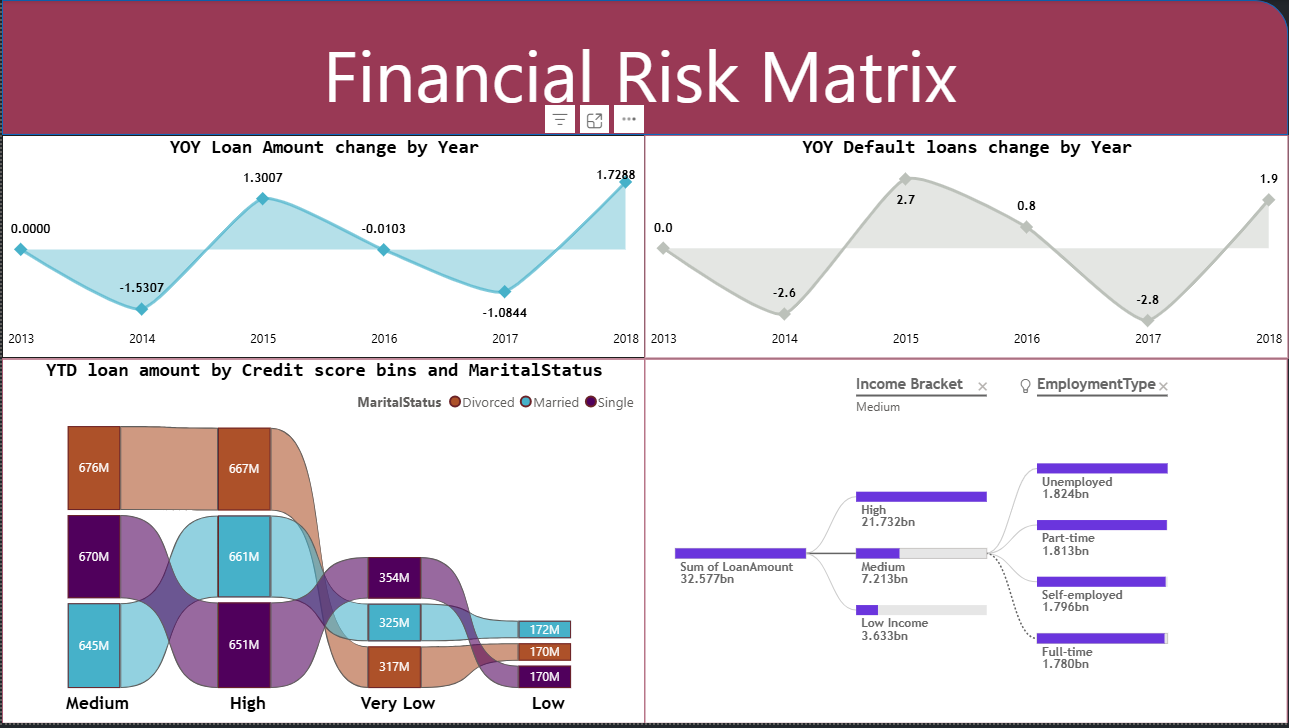 Financial Risk Matrix
YOY Loan Amount change by Year
0.0000
-1.5307
1.3007
-0.0103
-1.0844
1.7288
2013
2014
2015
2016
2017
2018
YOY Default loans change by Year
0.0
-2.6
2.7
0.8
-2.8
1.9
2013
2014
2015
2016
2017
2018
YTD loan amount by Credit score bins and MaritalStatus
MaritalStatus Divorced Married Single
676M
670M
645M
667M
661M
651M
354M
325M
317M
172M
170M
170M
Medium
High
Very Low
Low
Income Bracket
Medium
EmploymentType
Sum of LoanAmount
32.577bn
High
21.732bn
Medium
7.213bn
Low Income
3.633bn
Unemployed
1.824bn
Part-time
1.813bn
Self-employed
1.796bn
Full-time
1.780bn